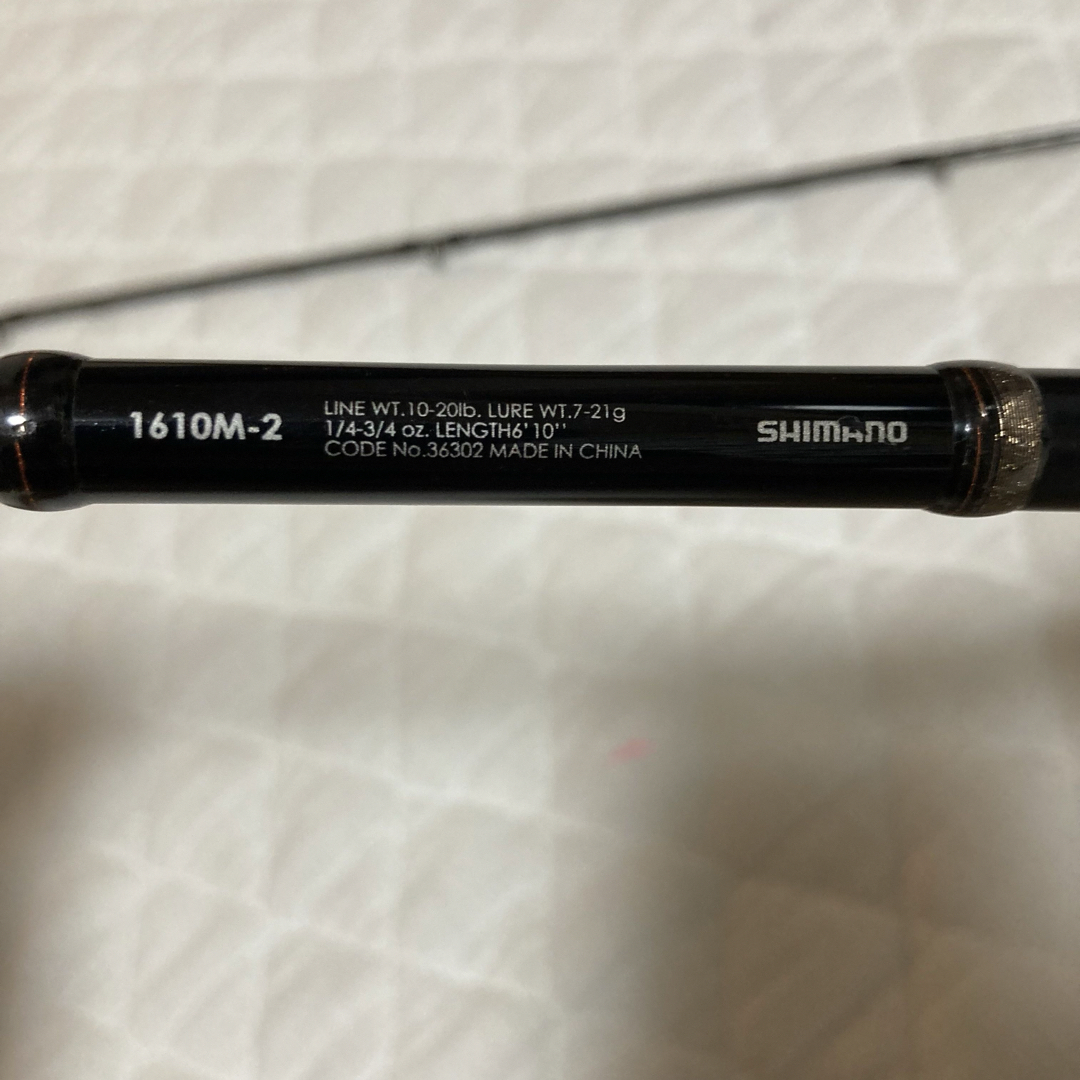 1610M-2
LINE WT.10-20lb. LURE WT.7-21g
1/4-3/4 oz. LENGTH6'10''
CODE No.36302 MADE IN CHINA
SHIMANO